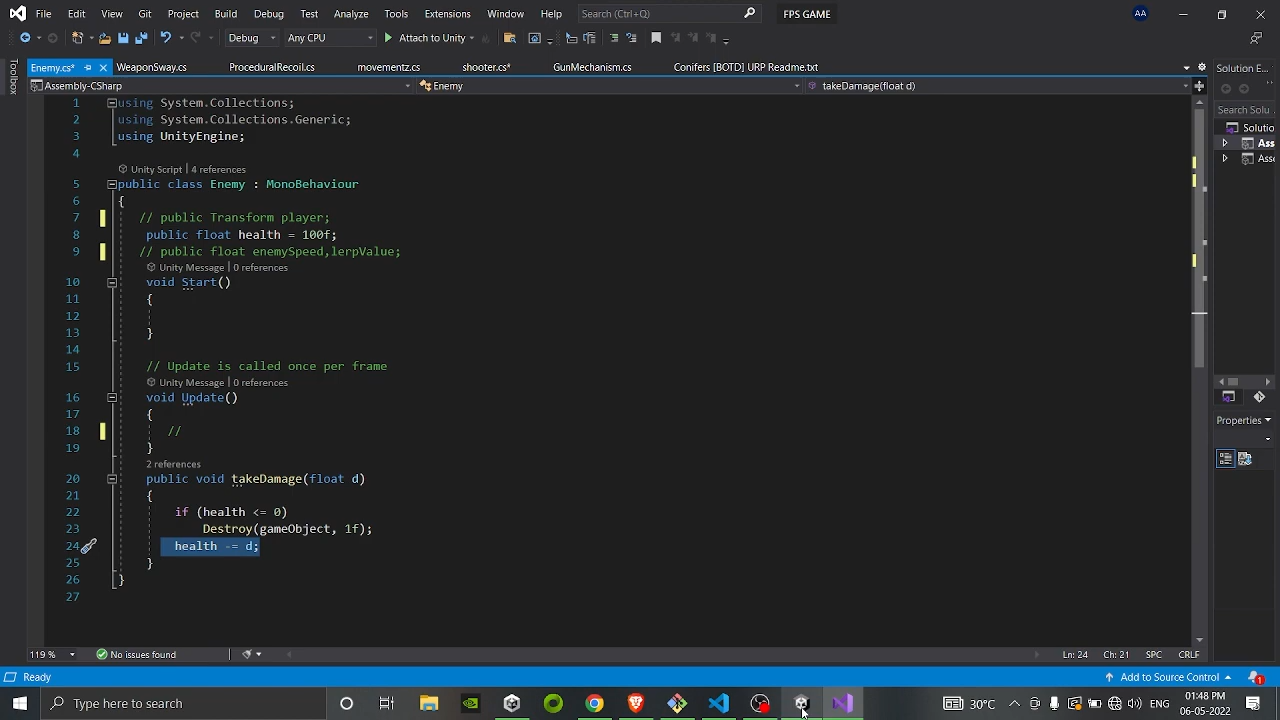 File Edit View Git Project Build Debug Test Analyze Tools Extensions Window Help Search (Ctrl+Q) FPS GAME AA
Debug Any CPU Attach to Unity
Enemy.cs* WeaponSway.cs ProceduralRecoil.cs movementz.cs shooter.cs* GunMechanism.cs Conifers [BOTD] URP Readme.txt Solution E...
Toolbox
Assembly-CSharp Enemy takeDamage(float d)
Search Solu
Solutio
Ass
Ass
1 using System.Collections;
2 using System.Collections.Generic;
3 using UnityEngine;
4
Unity Script | 4 references
5 public class Enemy : MonoBehaviour
6 {
7 // public Transform player;
8 public float health = 100f;
9 // public float enemySpeed,lerpValue;
Unity Message | 0 references
10 void Start()
11 {
12
13 }
14
15 // Update is called once per frame
Unity Message | 0 references
16 void Update()
17 {
18 //
19 }
2 references
20 public void takeDamage(float d)
21 {
22 if (health <= 0)
23 Destroy(gameObject, 1f);
24 health -= d;
25 }
26 }
27
Properties
119 % No issues found Ln: 24 Ch: 21 SPC CRLF
Ready Add to Source Control 1
Type here to search 30°C ENG 01:48 PM
06-05-2022